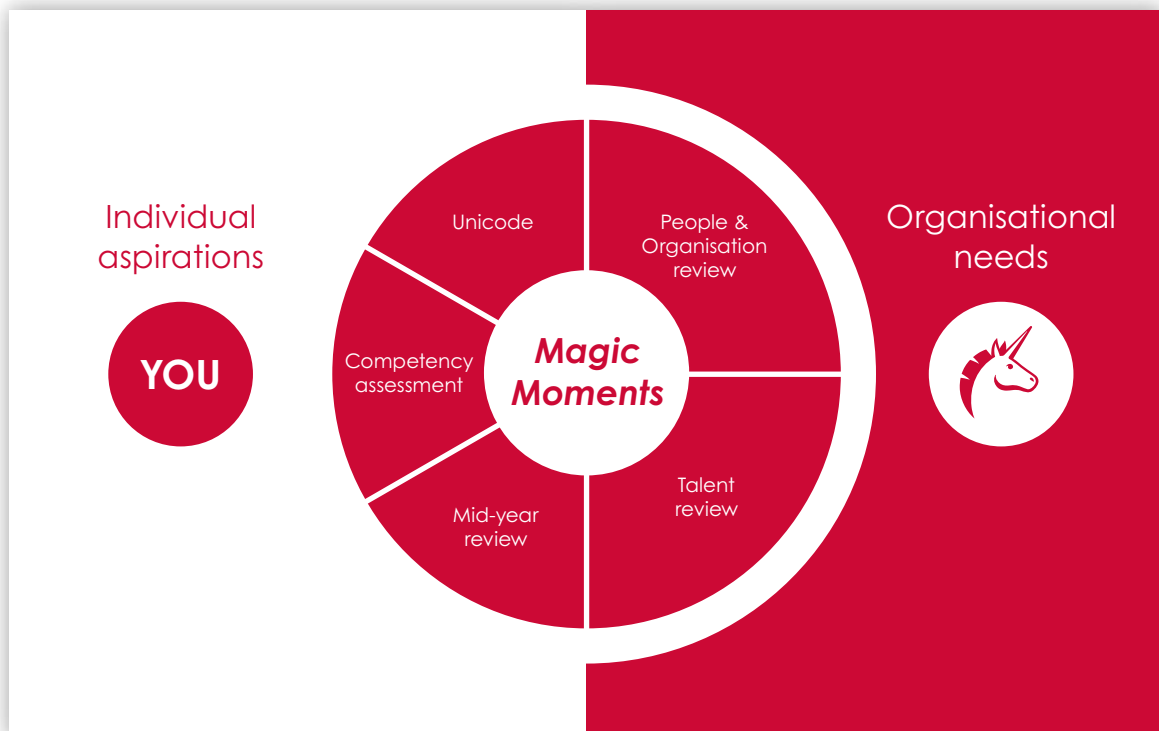 Individual
aspirations
YOU
Unicode
Competency
assessment
Mid-year
review
Magic
Moments
People &
Organisation
review
Talent
review
Organisational
needs